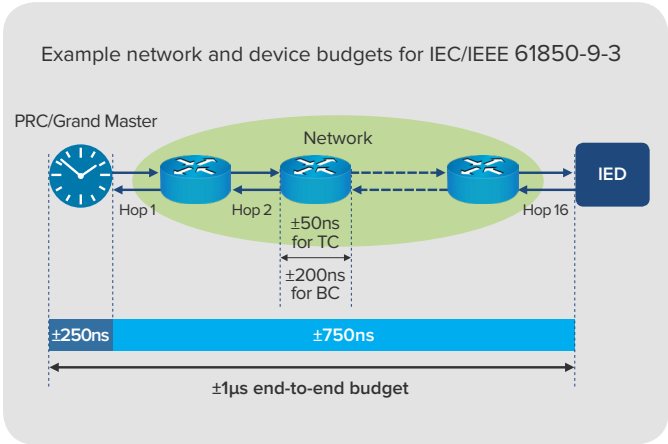 Example network and device budgets for IEC/IEEE 61850-9-3
PRC/Grand Master
Network
IED
Hop 1
Hop 2
Hop 16
±50ns
for TC
±200ns
for BC
±250ns
±750ns
±1µs end-to-end budget